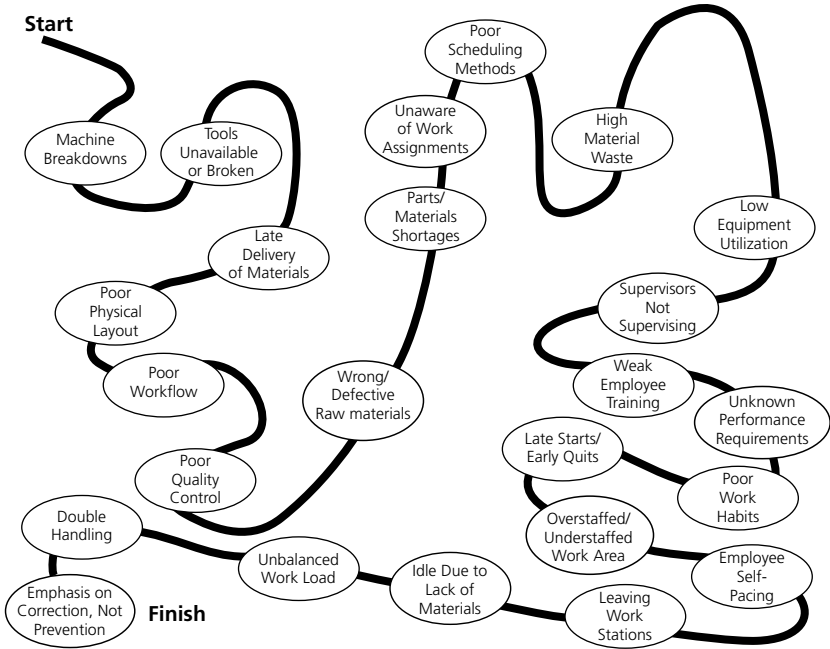 Start
Machine
Breakdowns
Tools
Unavailable
or Broken
Late
Delivery
of Materials
Poor
Physical
Layout
Poor
Workflow
Poor
Quality
Control
Wrong/
Defective
Raw materials
Parts/
Materials
Shortages
Unaware
of Work
Assignments
Poor
Scheduling
Methods
High
Material
Waste
Low
Equipment
Utilization
Supervisors
Not
Supervising
Weak
Employee
Training
Unknown
Performance
Requirements
Poor
Work
Habits
Late Starts/
Early Quits
Overstaffed/
Understaffed
Work Area
Employee
Self-
Pacing
Leaving
Work
Stations
Idle Due to
Lack of
Materials
Unbalanced
Work Load
Double
Handling
Emphasis on
Correction, Not
Prevention
Finish